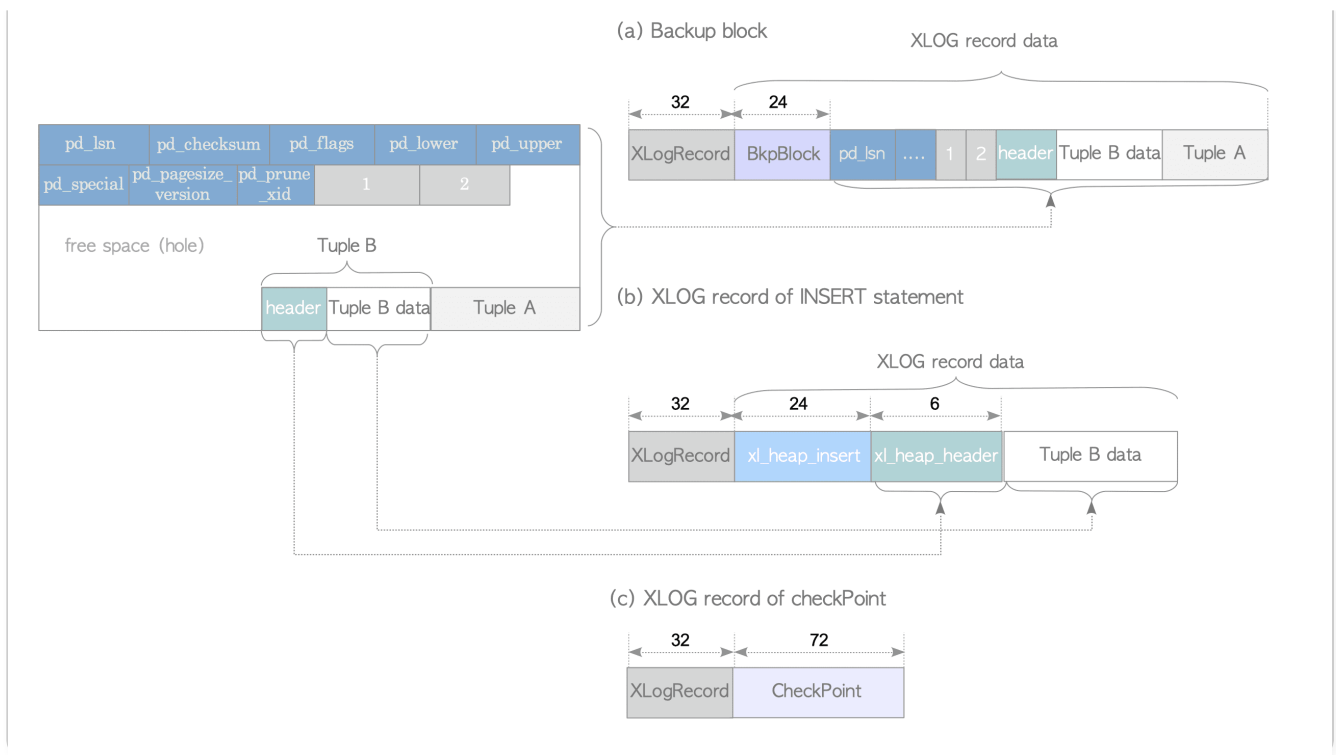 (a) Backup block
XLOG record data
32
24
XLogRecord
BkpBlock
pd_lsn
....
1
2
header
Tuple B data
Tuple A
pd_lsn
pd_checksum
pd_flags
pd_lower
pd_upper
pd_special
pd_pagesize_
version
pd_prune
_xid
1
2
free space (hole)
Tuple B
header
Tuple B data
Tuple A
(b) XLOG record of INSERT statement
XLOG record data
32
24
6
XLogRecord
xl_heap_insert
xl_heap_header
Tuple B data
(c) XLOG record of checkPoint
32
72
XLogRecord
CheckPoint